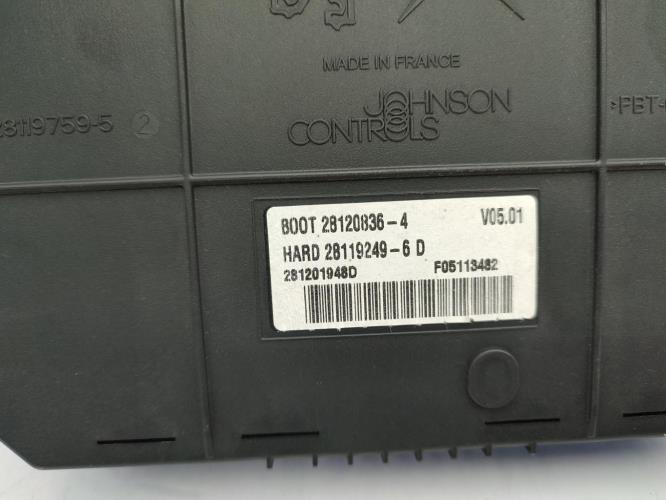 MADE IN FRANCE
JOHNSON
CONTROLS
28119759-5 2
>PBT-
BOOT 28120836-4 V05.01
HARD 28119249-6 D
281201948D F05113482